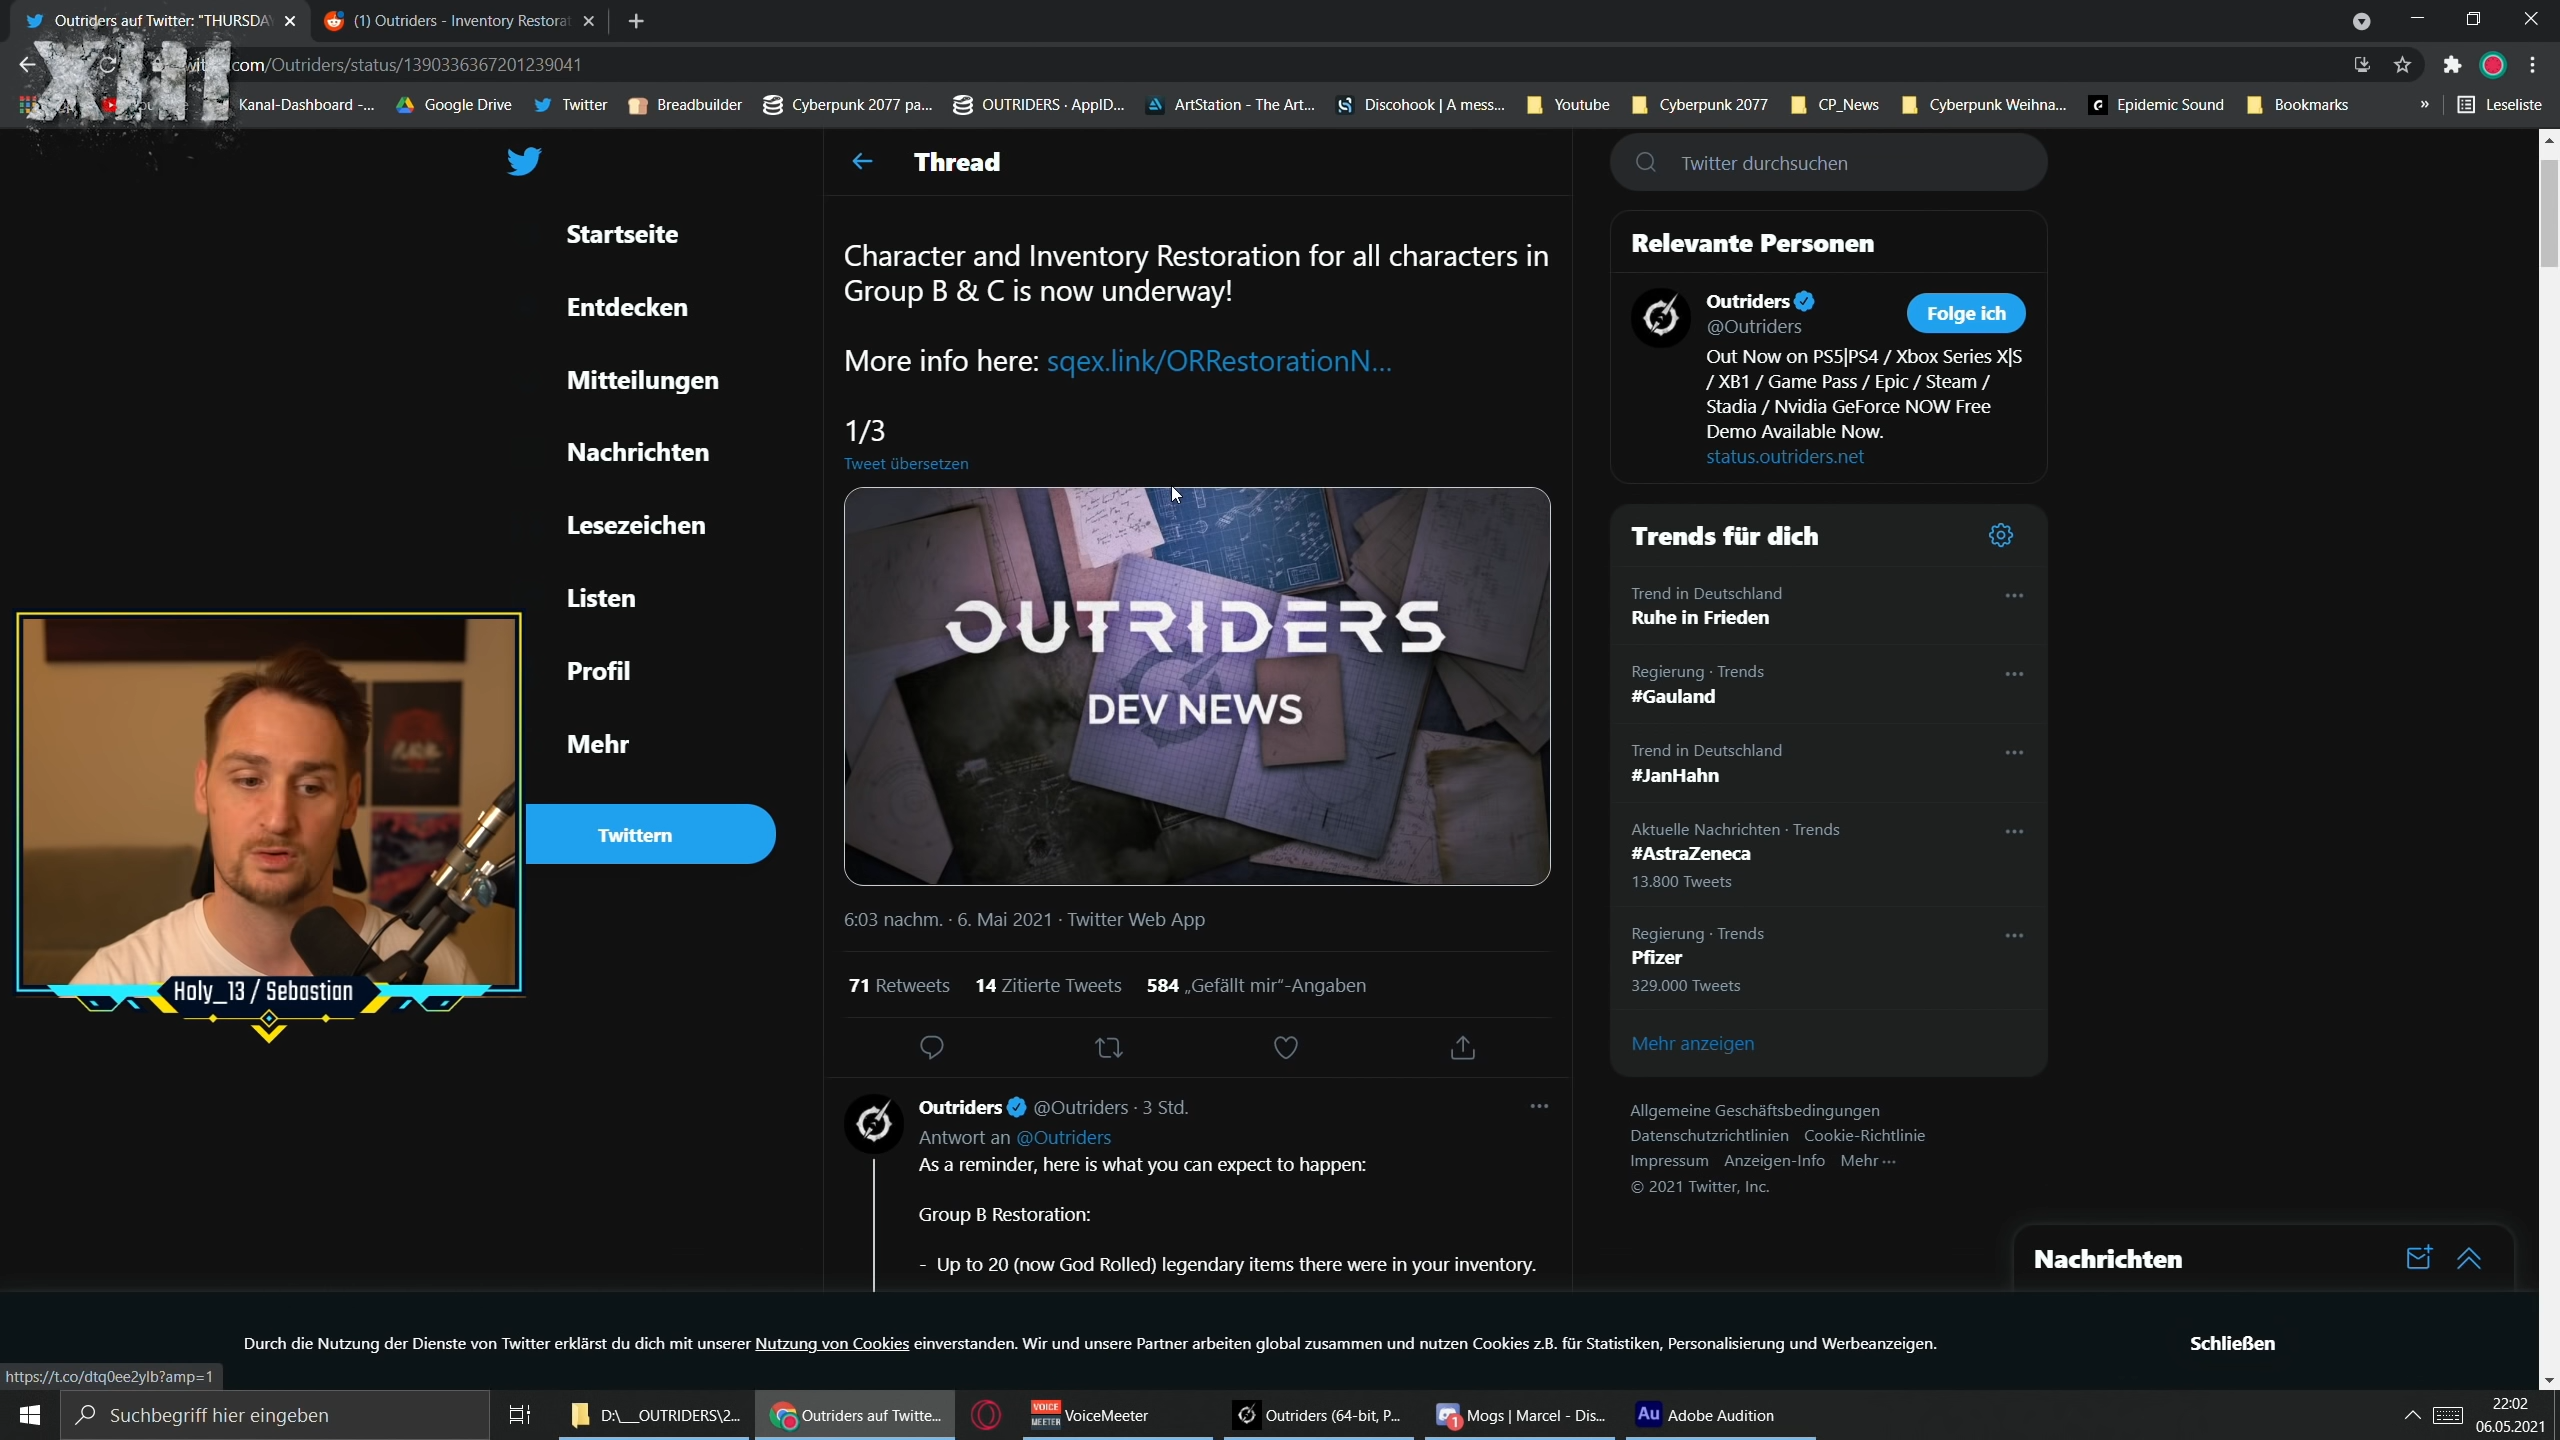 Outriders auf Twitter: "THURSDA
(1) Outriders - Inventory Restorat
XIII
com/Outriders/status/1390336367201239041
Kanal-Dashboard -...
Google Drive
Twitter
Breadbuilder
Cyberpunk 2077 pa...
OUTRIDERS · AppID...
ArtStation - The Art...
Discohook | A mess...
Youtube
Cyberpunk 2077
CP_News
Cyberpunk Weihna...
Epidemic Sound
Bookmarks
»
Leseliste
Startseite
Entdecken
Mitteilungen
Nachrichten
Lesezeichen
Listen
Profil
Mehr
Twittern
Holy_13 / Sebastian
Thread
Character and Inventory Restoration for all characters in
Group B & C is now underway!
More info here: sqex.link/ORRestorationN...
1/3
Tweet übersetzen
OUTRIDERS
DEV NEWS
6:03 nachm. · 6. Mai 2021 · Twitter Web App
71 Retweets 14 Zitierte Tweets 584 „Gefällt mir“-Angaben
Outriders @Outriders · 3 Std.
Antwort an @Outriders
As a reminder, here is what you can expect to happen:
Group B Restoration:
- Up to 20 (now God Rolled) legendary items there were in your inventory.
Twitter durchsuchen
Relevante Personen
Outriders
@Outriders
Folge ich
Out Now on PS5|PS4 / Xbox Series X|S
/ XB1 / Game Pass / Epic / Steam /
Stadia / Nvidia GeForce NOW Free
Demo Available Now.
status.outriders.net
Trends für dich
Trend in Deutschland
Ruhe in Frieden
Regierung · Trends
#Gauland
Trend in Deutschland
#JanHahn
Aktuelle Nachrichten · Trends
#AstraZeneca
13.800 Tweets
Regierung · Trends
Pfizer
329.000 Tweets
Mehr anzeigen
Allgemeine Geschäftsbedingungen
Datenschutzrichtlinien Cookie-Richtlinie
Impressum Anzeigen-Info Mehr ···
© 2021 Twitter, Inc.
Nachrichten
Durch die Nutzung der Dienste von Twitter erklärst du dich mit unserer Nutzung von Cookies einverstanden. Wir und unsere Partner arbeiten global zusammen und nutzen Cookies z.B. für Statistiken, Personalisierung und Werbeanzeigen.
Schließen
https://t.co/dtq0ee2ylb?amp=1
Suchbegriff hier eingeben
D:\__OUTRIDERS\2...
Outriders auf Twitte...
VOICE
MEETER
VoiceMeeter
Outriders (64-bit, P...
1
Mogs | Marcel - Dis...
Au
Adobe Audition
22:02
06.05.2021